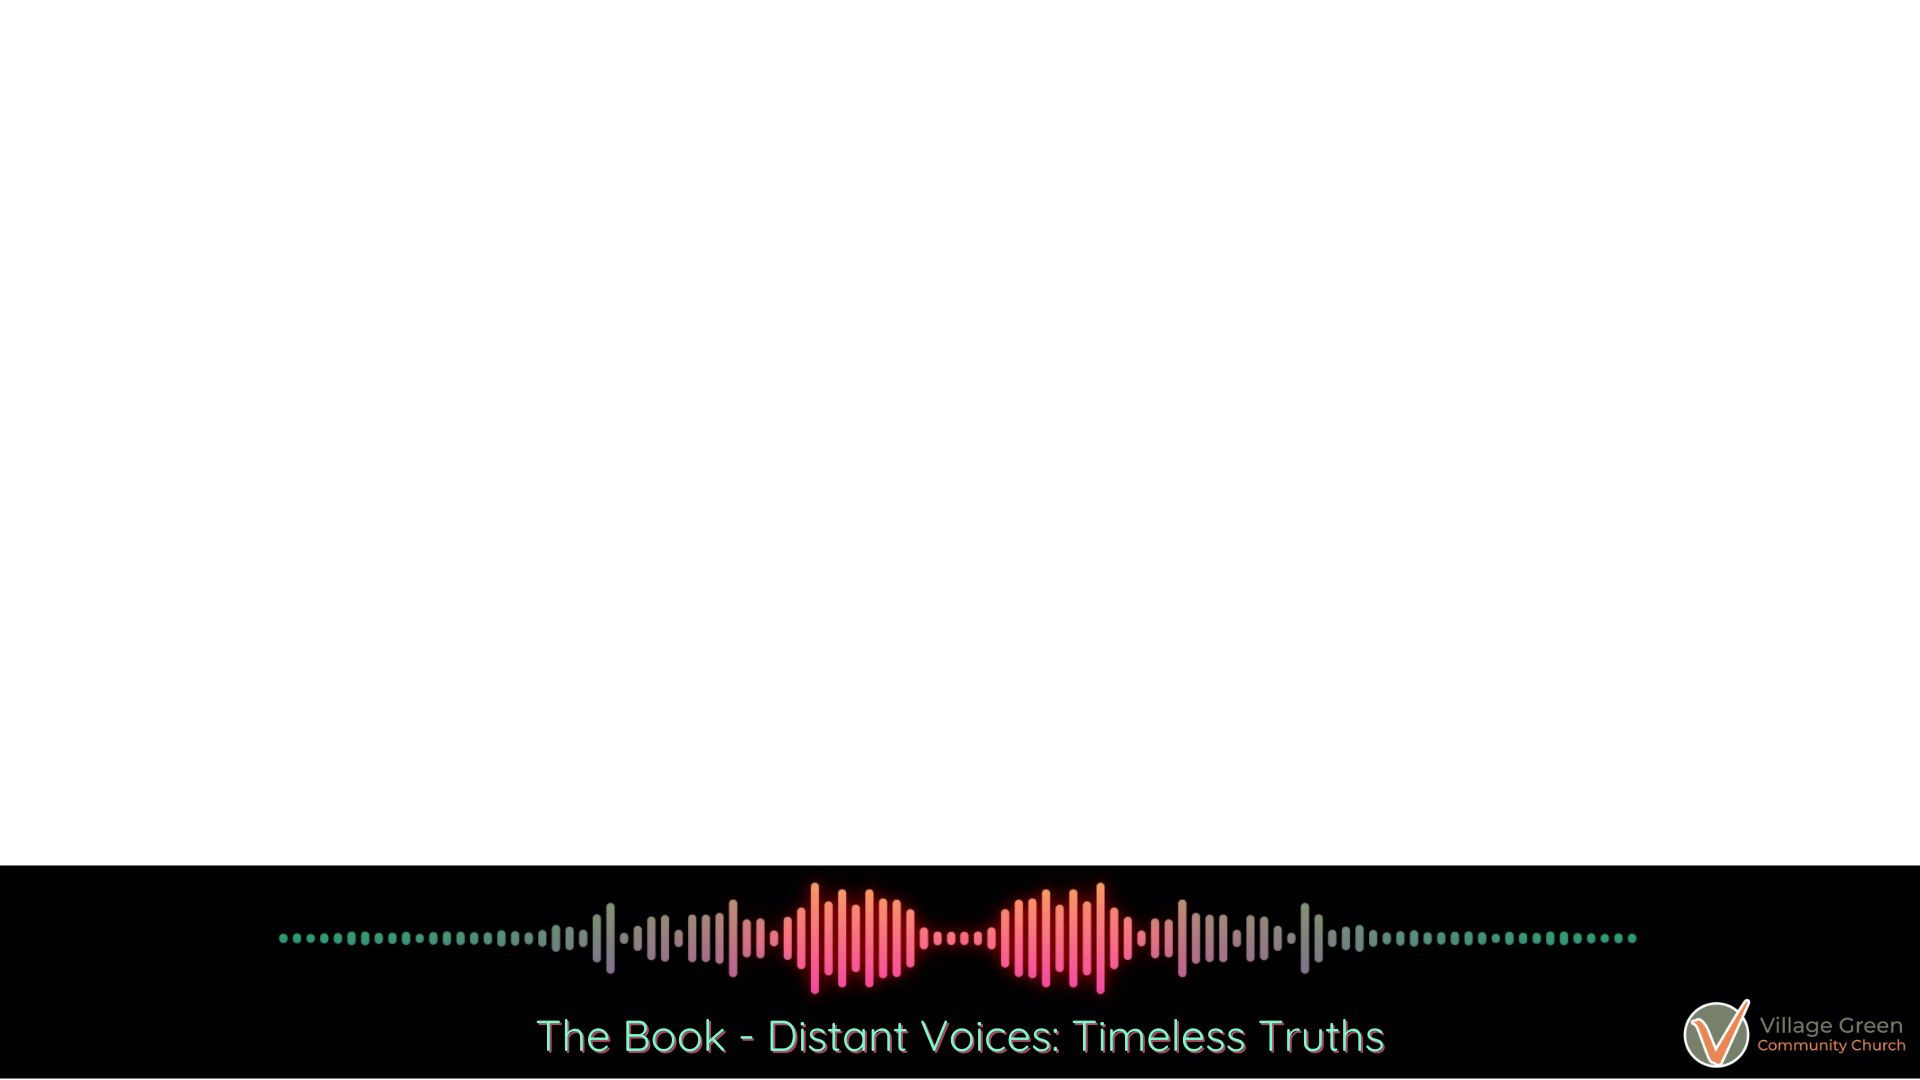 The Book - Distant Voices: Timeless Truths
Village Green
Community Church